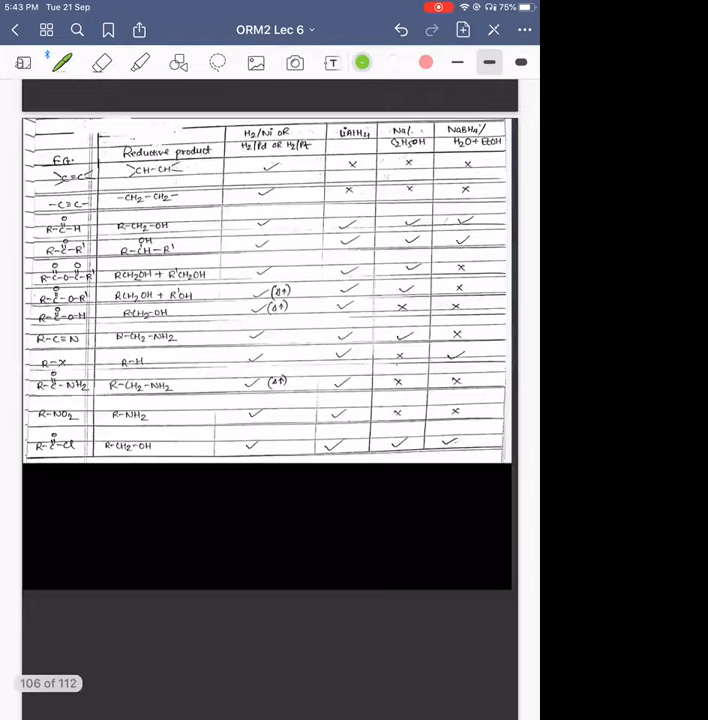 5:43 PM Tue 21 Sep 75%
ORM2 Lec 6
T
H2/Ni OR LiAlH4 Na/ NaBH4/
F.G. Reductive product H2/Pd OR H2/Pt C2H5OH H2O + EtOH
>C=C< >CH-CH< ✓ × × ×
-C≡C- -CH2-CH2- ✓ × × ×
O
R-C-H R-CH2-OH ✓ ✓ ✓ ✓
O OH
R-C-R' R-CH-R' ✓ ✓ ✓ ✓
O O
R-C-O-C-R' RCH2OH + R'CH2OH ✓ ✓ ✓ ×
O
R-C-O-R' RCH2OH + R'OH ✓(Δ↑) ✓ ✓ ×
O
R-C-O-H RCH2-OH ✓(Δ↑) ✓ × ×
R-C≡N R-CH2-NH2 ✓ ✓ ✓ ×
R-X R-H ✓ ✓ × ✓
O
R-C-NH2 R-CH2-NH2 ✓(Δ↑) ✓ × ×
R-NO2 R-NH2 ✓ ✓ × ×
O
R-C-Cl R-CH2-OH ✓ ✓ ✓ ✓
106 of 112